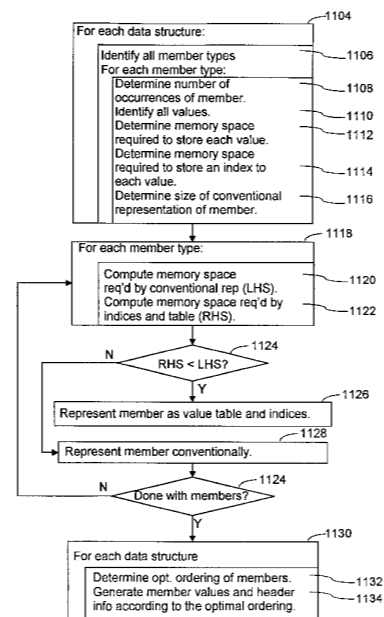 1104
For each data structure:
Identify all member types 1106
For each member type:
Determine number of 1108
occurrences of member.
Identify all values. 1110
Determine memory space 1112
required to store each value.
Determine memory space
required to store an index to 1114
each value.
Determine size of conventional 1116
representation of member.
1118
For each member type:
Compute memory space 1120
req'd by conventional rep (LHS).
Compute memory space req'd by 1122
indices and table (RHS).
1124
N RHS < LHS?
Y
1126
Represent member as value table and indices.
1128
Represent member conventionally.
1124
N Done with members?
Y
1130
For each data structure
Determine opt. ordering of members. 1132
Generate member values and header 1134
info according to the optimal ordering.